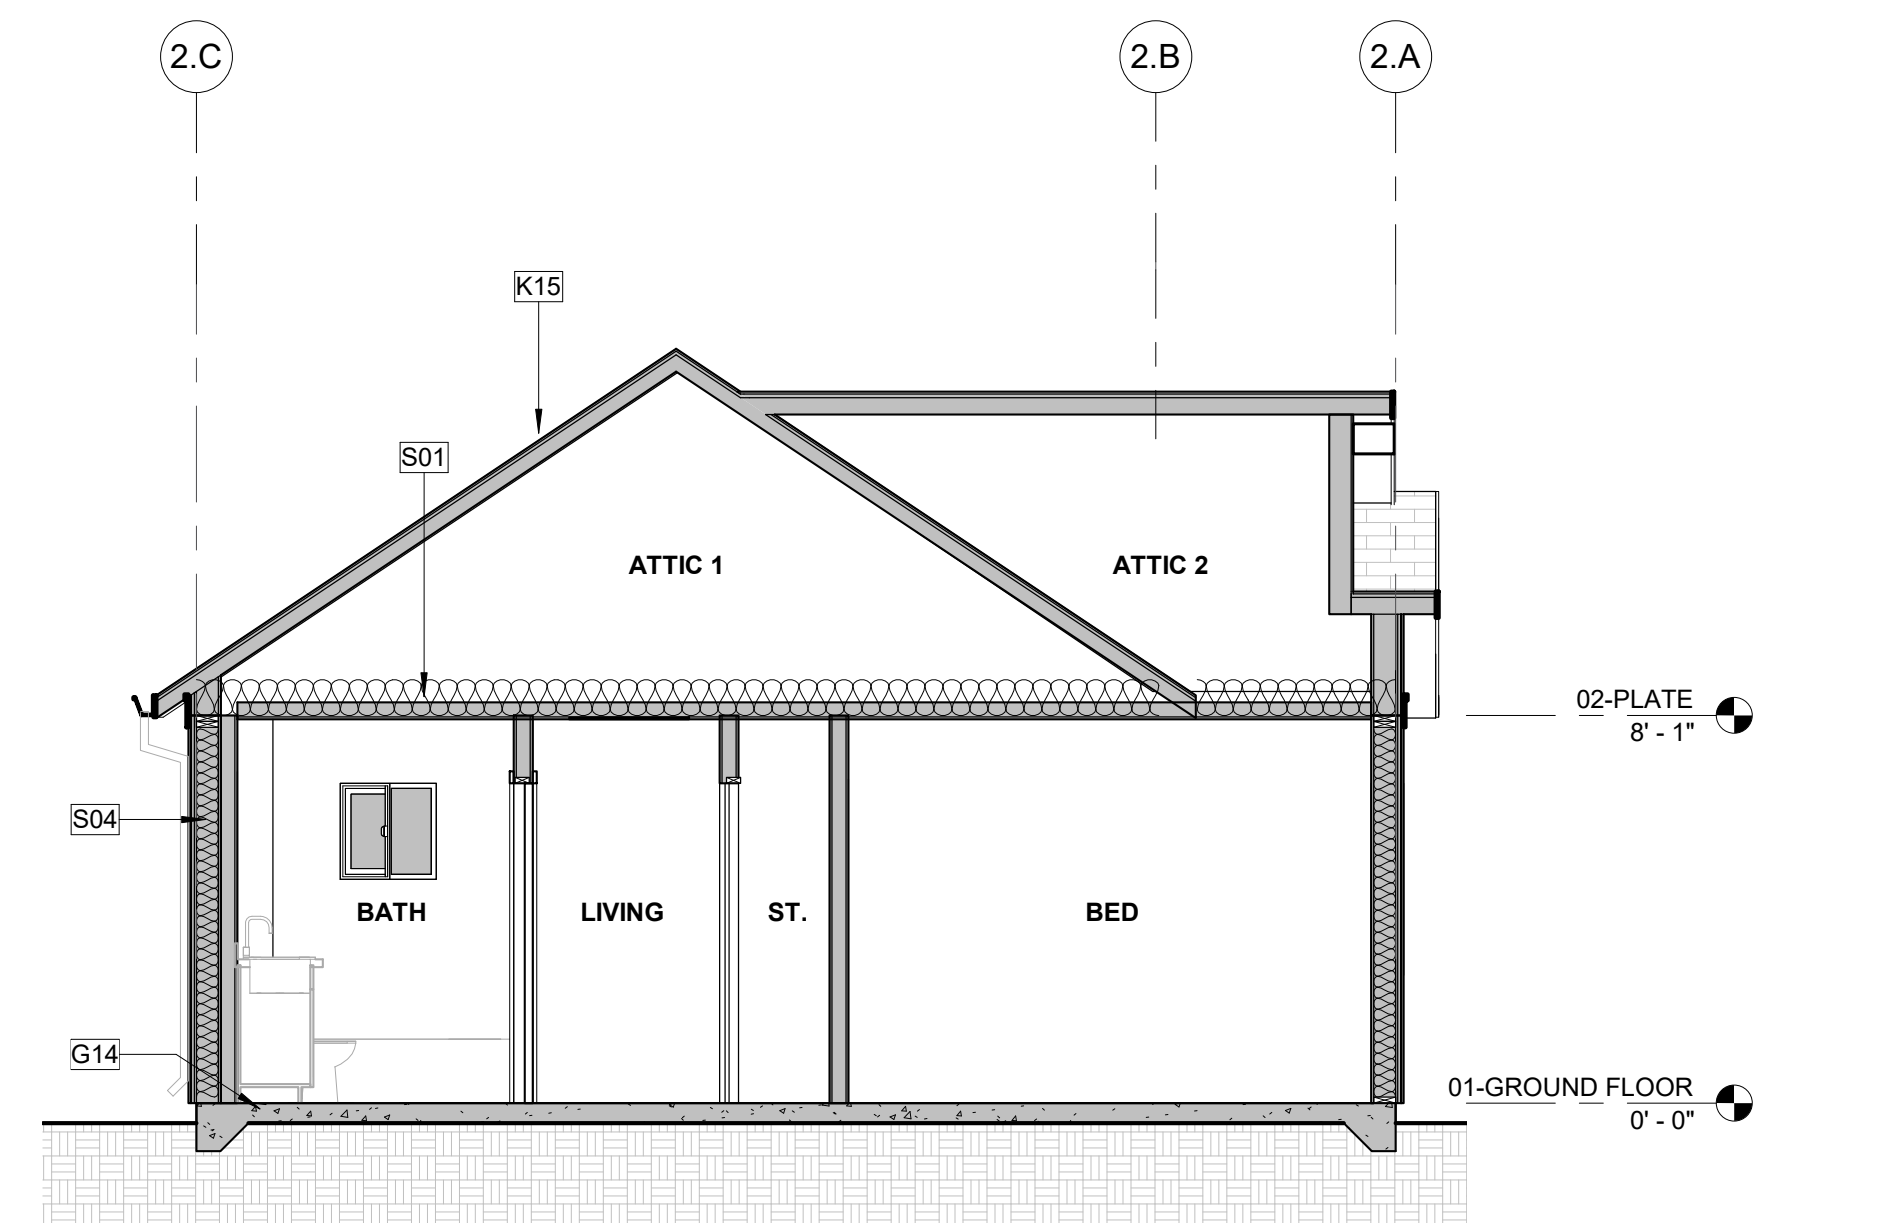 2.C
2.B
2.A
K15
S01
ATTIC 1
ATTIC 2
02-PLATE
8' - 1"
S04
BATH
LIVING
ST.
BED
G14
01-GROUND FLOOR
0' - 0"